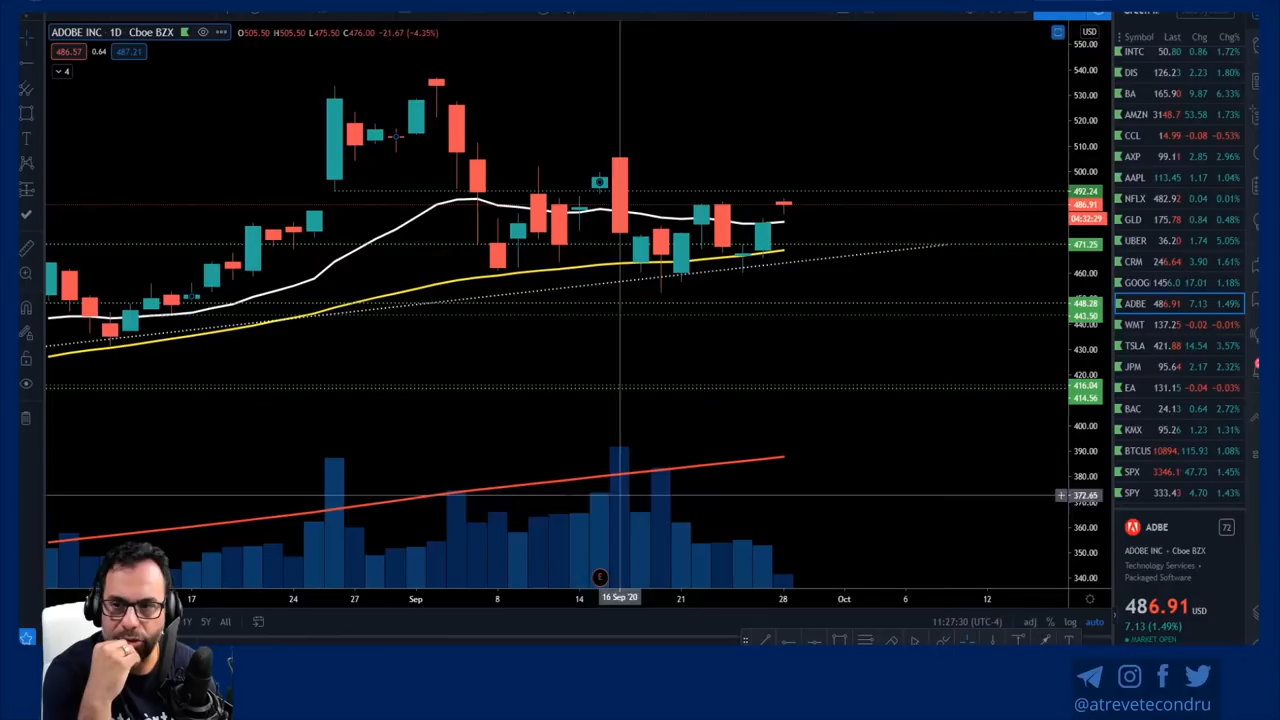 ADOBE INC · 1D Cboe BZX
O505.50 H505.50 L475.50 C476.00 -21.67 (-4.35%)
486.57 0.64 487.21
4
USD
550.00
540.00
530.00
520.00
510.00
500.00
492.24
486.91
04:32:29
471.25
460.00
448.28
443.50
440.00
430.00
420.00
416.04
414.56
400.00
390.00
380.00
372.65
360.00
350.00
340.00
E
17
24
Sep
8
14
16 Sep '20
21
28
Oct
6
12
1Y 5Y All
11:27:30 (UTC-4)
adj % log auto
Symbol Last Chg Chg%
INTC 50.80 0.86 1.72%
DIS 126.23 2.23 1.80%
BA 165.90 9.87 6.33%
AMZN 3148.7 53.58 1.73%
CCL 14.99 -0.08 -0.53%
AXP 99.11 2.85 2.96%
AAPL 113.45 1.17 1.04%
NFLX 482.92 0.04 0.01%
GLD 175.78 0.84 0.48%
UBER 36.20 1.74 5.05%
CRM 246.64 3.90 1.61%
GOOG 1456.0 17.01 1.18%
ADBE 486.91 7.13 1.49%
WMT 137.25 -0.02 -0.01%
TSLA 421.88 14.54 3.57%
JPM 95.64 2.17 2.32%
EA 131.15 -0.04 -0.03%
BAC 24.13 0.64 2.72%
KMX 95.26 1.23 1.31%
BTCUS 10894. 115.93 1.08%
SPX 3346.1 47.73 1.45%
SPY 333.43 4.70 1.43%
ADBE
72
ADOBE INC · Cboe BZX
Technology Services ·
Packaged Software
486.91 USD
7.13 (1.49%)
MARKET OPEN
@atrevetecondru